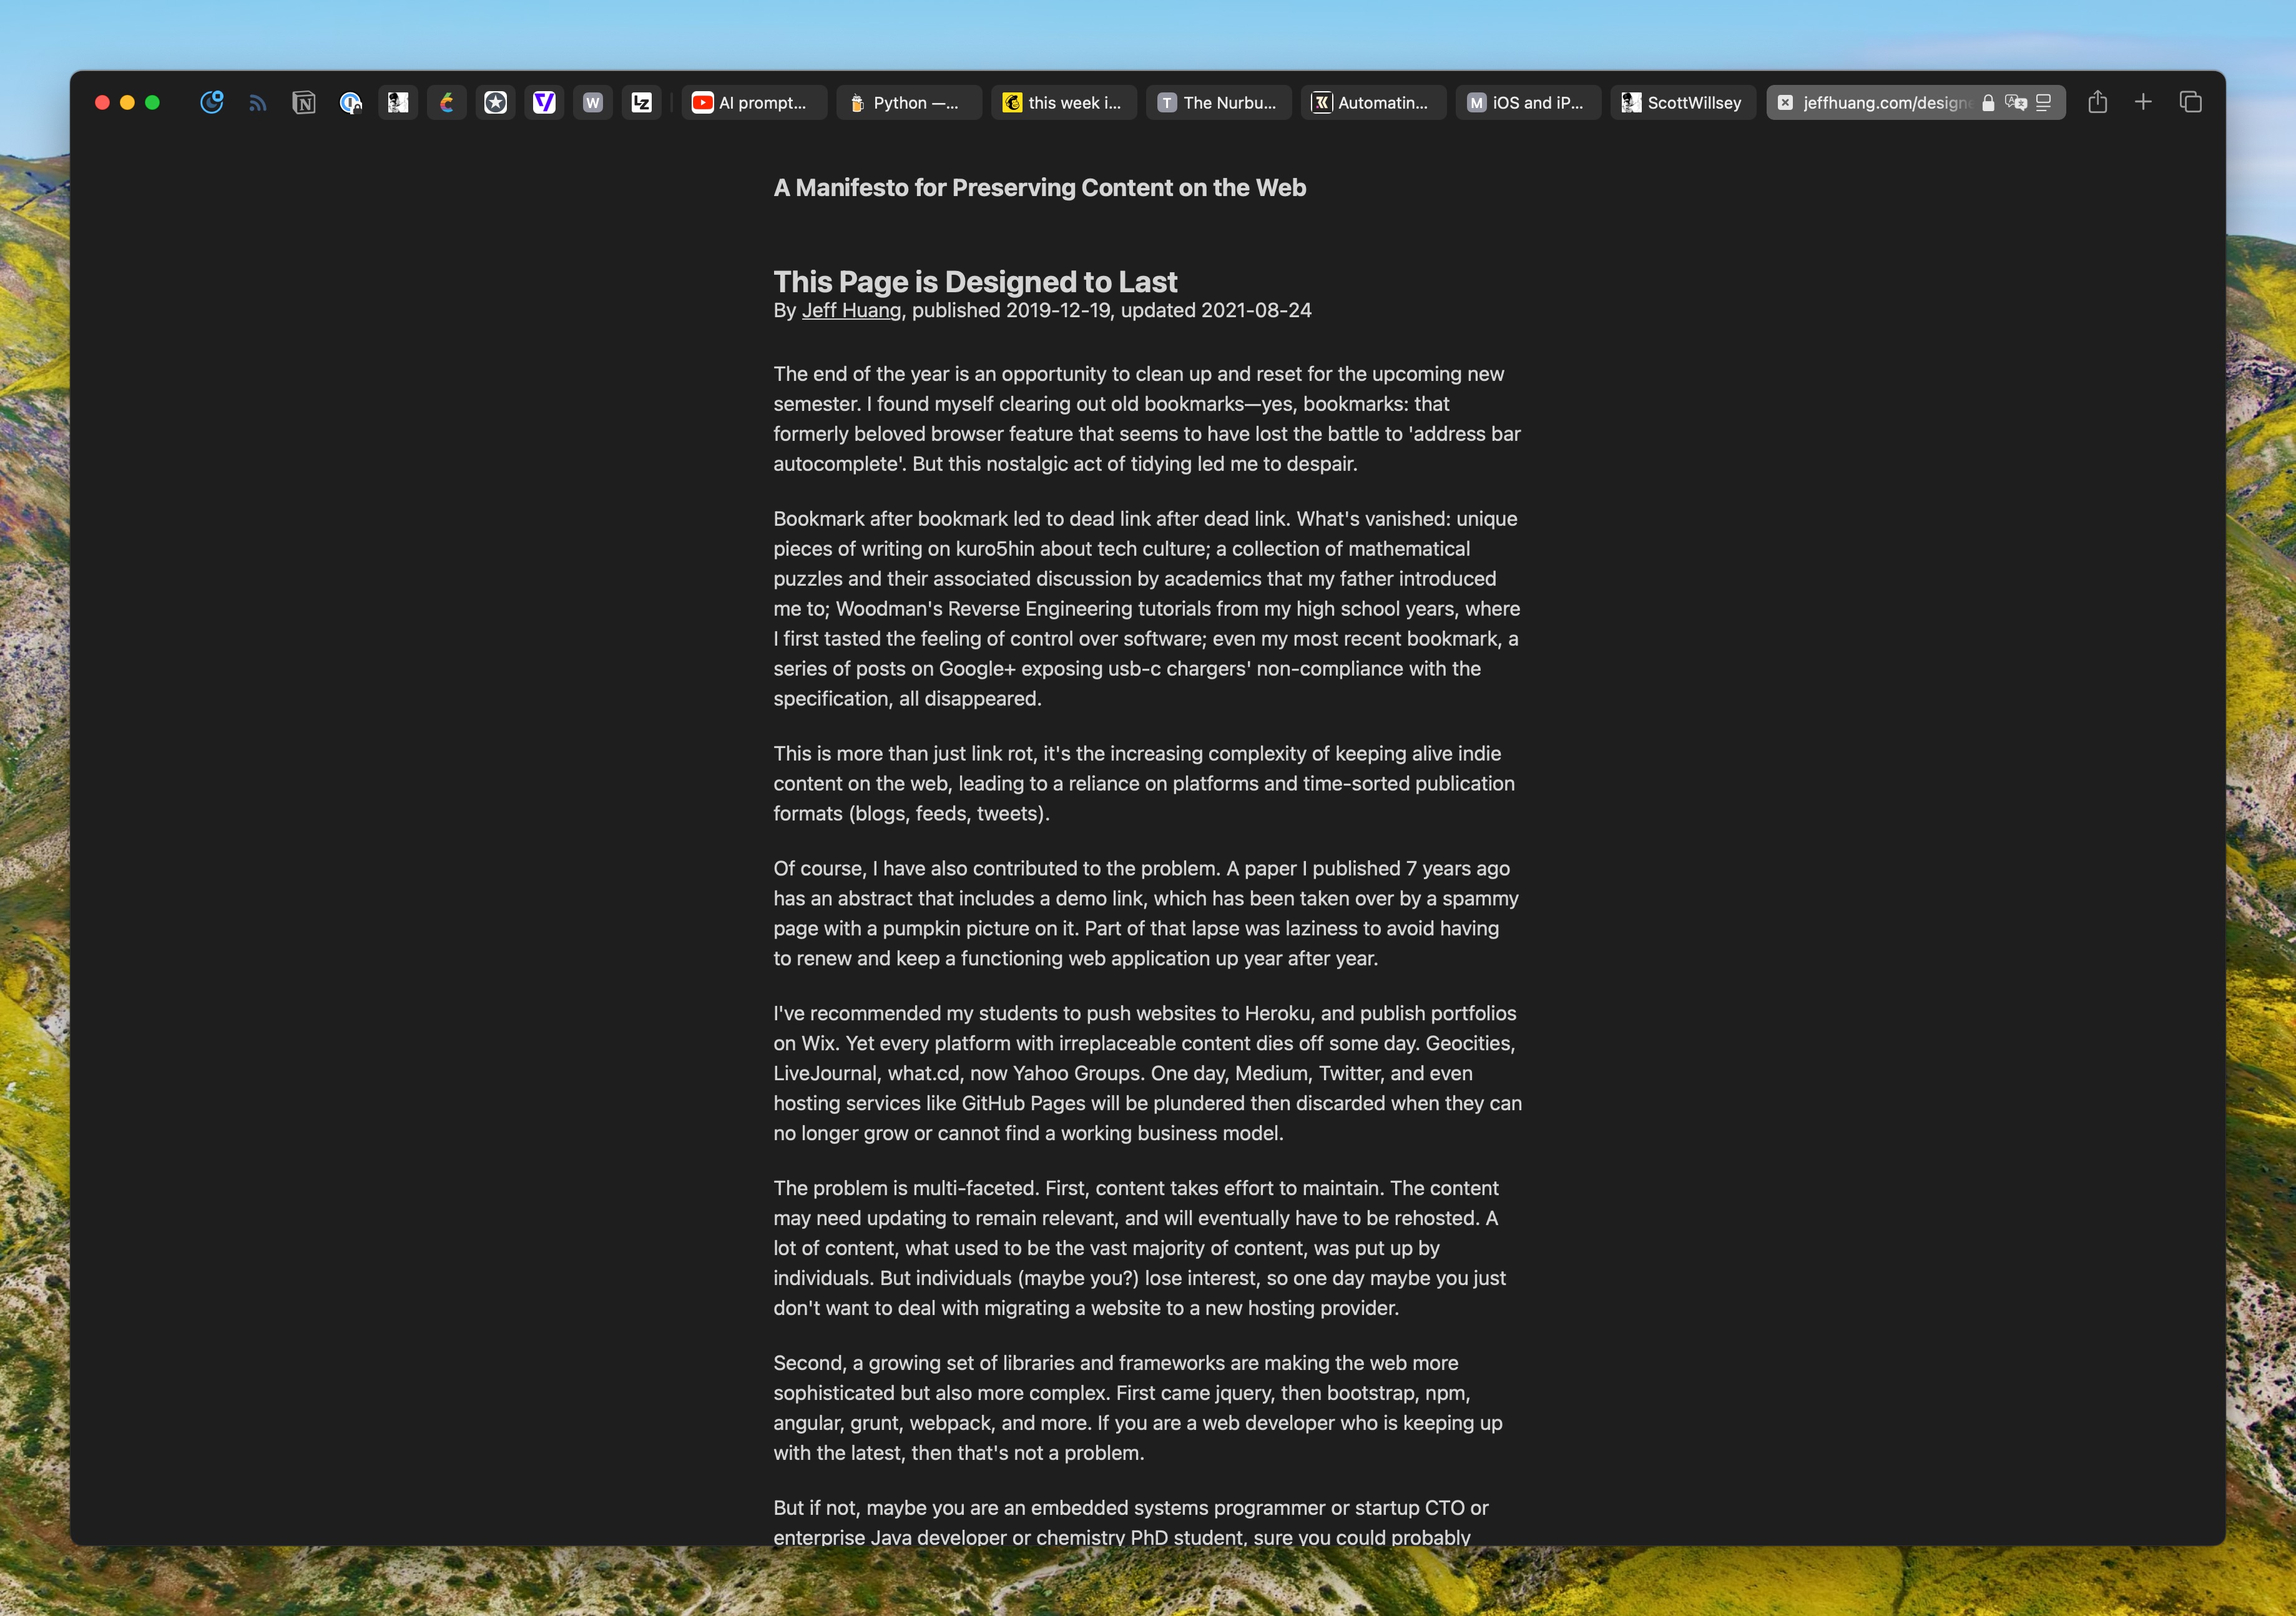 W
LZ
AI prompt...
Python —...
this week i...
T
The Nurbu...
Automatin...
M
iOS and iP...
ScottWillsey
jeffhuang.com/designe
A Manifesto for Preserving Content on the Web
This Page is Designed to Last
By Jeff Huang, published 2019-12-19, updated 2021-08-24
The end of the year is an opportunity to clean up and reset for the upcoming new
semester. I found myself clearing out old bookmarks—yes, bookmarks: that
formerly beloved browser feature that seems to have lost the battle to 'address bar
autocomplete'. But this nostalgic act of tidying led me to despair.
Bookmark after bookmark led to dead link after dead link. What's vanished: unique
pieces of writing on kuro5hin about tech culture; a collection of mathematical
puzzles and their associated discussion by academics that my father introduced
me to; Woodman's Reverse Engineering tutorials from my high school years, where
I first tasted the feeling of control over software; even my most recent bookmark, a
series of posts on Google+ exposing usb-c chargers' non-compliance with the
specification, all disappeared.
This is more than just link rot, it's the increasing complexity of keeping alive indie
content on the web, leading to a reliance on platforms and time-sorted publication
formats (blogs, feeds, tweets).
Of course, I have also contributed to the problem. A paper I published 7 years ago
has an abstract that includes a demo link, which has been taken over by a spammy
page with a pumpkin picture on it. Part of that lapse was laziness to avoid having
to renew and keep a functioning web application up year after year.
I've recommended my students to push websites to Heroku, and publish portfolios
on Wix. Yet every platform with irreplaceable content dies off some day. Geocities,
LiveJournal, what.cd, now Yahoo Groups. One day, Medium, Twitter, and even
hosting services like GitHub Pages will be plundered then discarded when they can
no longer grow or cannot find a working business model.
The problem is multi-faceted. First, content takes effort to maintain. The content
may need updating to remain relevant, and will eventually have to be rehosted. A
lot of content, what used to be the vast majority of content, was put up by
individuals. But individuals (maybe you?) lose interest, so one day maybe you just
don't want to deal with migrating a website to a new hosting provider.
Second, a growing set of libraries and frameworks are making the web more
sophisticated but also more complex. First came jquery, then bootstrap, npm,
angular, grunt, webpack, and more. If you are a web developer who is keeping up
with the latest, then that's not a problem.
But if not, maybe you are an embedded systems programmer or startup CTO or
enterprise Java developer or chemistry PhD student, sure you could probably